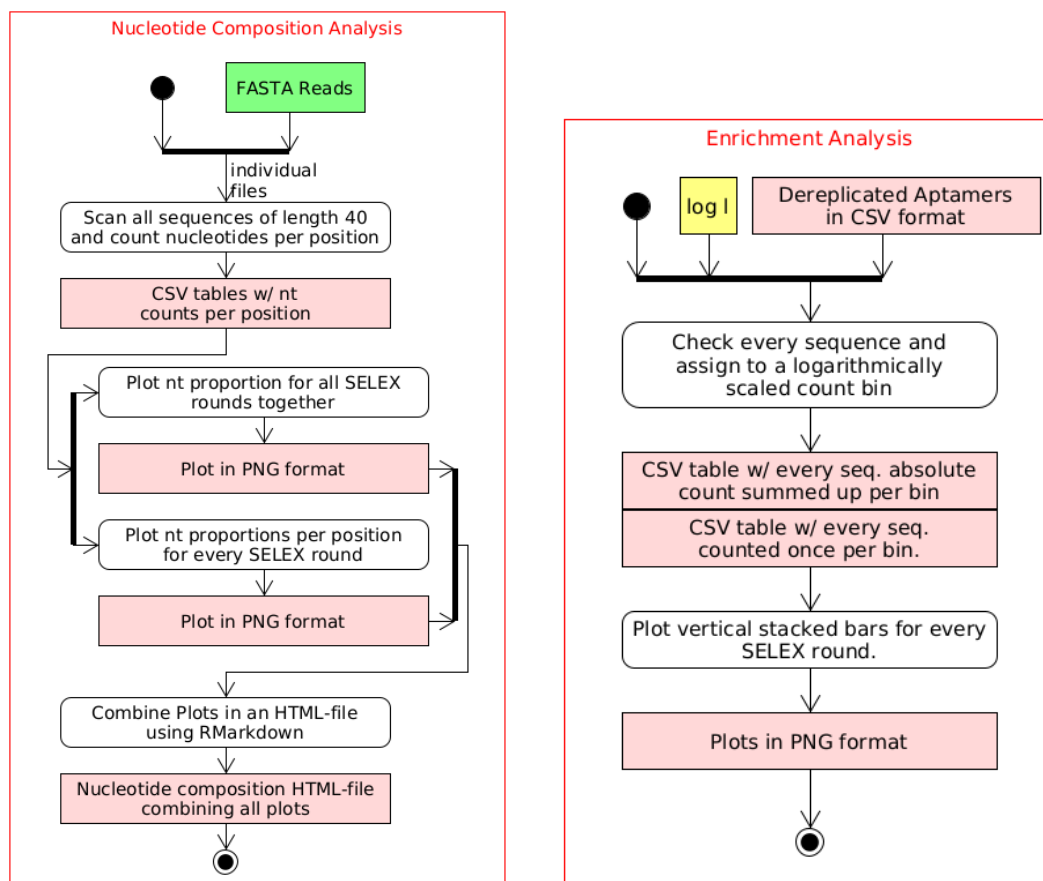 Nucleotide Composition Analysis
FASTA Reads
individual
files
Scan all sequences of length 40
and count nucleotides per position
CSV tables w/ nt
counts per position
Plot nt proportion for all SELEX
rounds together
Plot in PNG format
Plot nt proportions per position
for every SELEX round
Plot in PNG format
Combine Plots in an HTML-file
using RMarkdown
Nucleotide composition HTML-file
combining all plots
Enrichment Analysis
log l
Dereplicated Aptamers
in CSV format
Check every sequence and
assign to a logarithmically
scaled count bin
CSV table w/ every seq. absolute
count summed up per bin
CSV table w/ every seq.
counted once per bin.
Plot vertical stacked bars for every
SELEX round.
Plots in PNG format